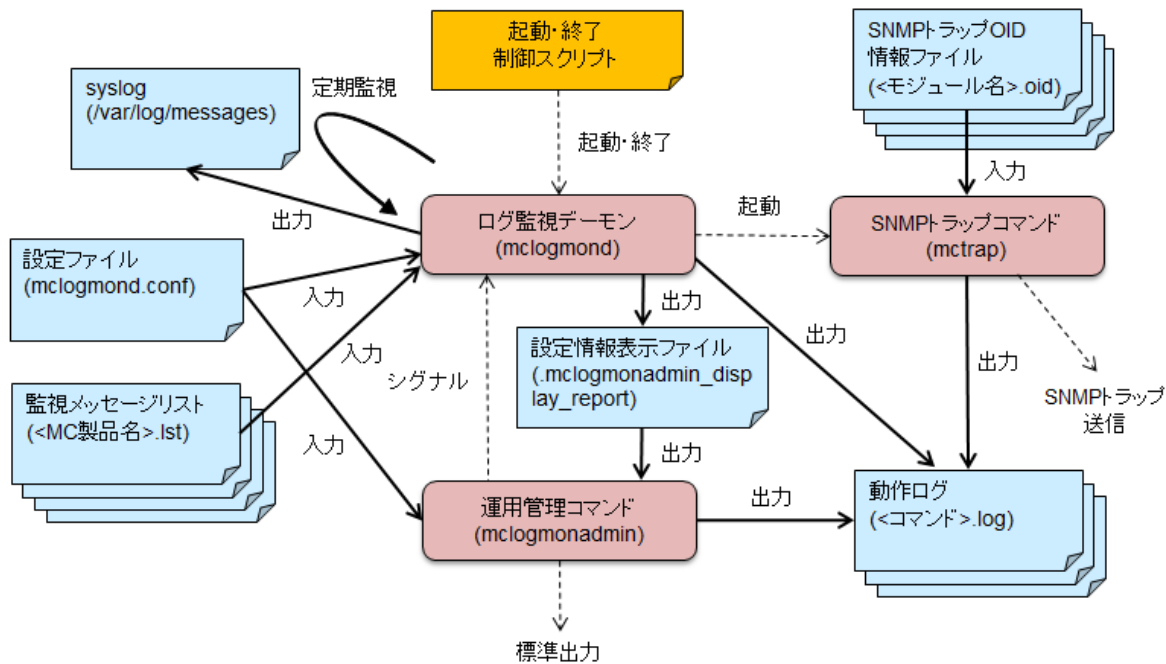 起動・終了
制御スクリプト
SNMPトラップOID
情報ファイル
(<モジュール名>.oid)
syslog
(/var/log/messages)
定期監視
起動・終了
入力
出力
ログ監視デーモン
(mclogmond)
起動
SNMPトラップコマンド
(mctrap)
設定ファイル
(mclogmond.conf)
入力
出力
出力
出力
設定情報表示ファイル
(.mclogmonadmin_disp
lay_report)
入力
シグナル
SNMPトラップ
送信
監視メッセージリスト
(<MC製品名>.lst)
入力
出力
運用管理コマンド
(mclogmonadmin)
出力
動作ログ
(<コマンド>.log)
標準出力